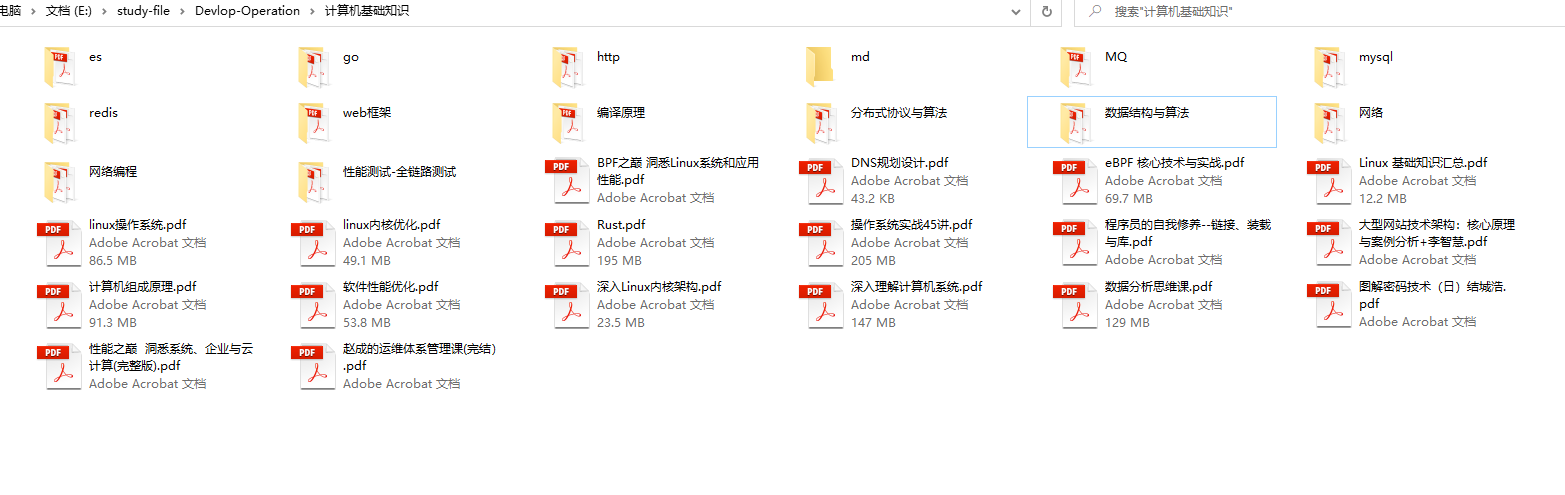 电脑 › 文档 (E:) › study-file › Devlop-Operation › 计算机基础知识
搜索"计算机基础知识"
es
go
http
md
MQ
mysql
redis
web框架
编译原理
分布式协议与算法
数据结构与算法
网络
网络编程
性能测试-全链路测试
BPF之巅 洞悉Linux系统和应用
性能.pdf
Adobe Acrobat 文档
DNS规划设计.pdf
Adobe Acrobat 文档
43.2 KB
eBPF 核心技术与实战.pdf
Adobe Acrobat 文档
69.7 MB
Linux 基础知识汇总.pdf
Adobe Acrobat 文档
12.2 MB
linux操作系统.pdf
Adobe Acrobat 文档
86.5 MB
linux内核优化.pdf
Adobe Acrobat 文档
49.1 MB
Rust.pdf
Adobe Acrobat 文档
195 MB
操作系统实战45讲.pdf
Adobe Acrobat 文档
205 MB
程序员的自我修养--链接、装载
与库.pdf
Adobe Acrobat 文档
大型网站技术架构：核心原理
与案例分析+李智慧.pdf
Adobe Acrobat 文档
计算机组成原理.pdf
Adobe Acrobat 文档
91.3 MB
软件性能优化.pdf
Adobe Acrobat 文档
53.8 MB
深入Linux内核架构.pdf
Adobe Acrobat 文档
23.5 MB
深入理解计算机系统.pdf
Adobe Acrobat 文档
147 MB
数据分析思维课.pdf
Adobe Acrobat 文档
129 MB
图解密码技术（日）结城浩.
pdf
Adobe Acrobat 文档
性能之巅 洞悉系统、企业与云
计算(完整版).pdf
Adobe Acrobat 文档
赵成的运维体系管理课(完结)
.pdf
Adobe Acrobat 文档